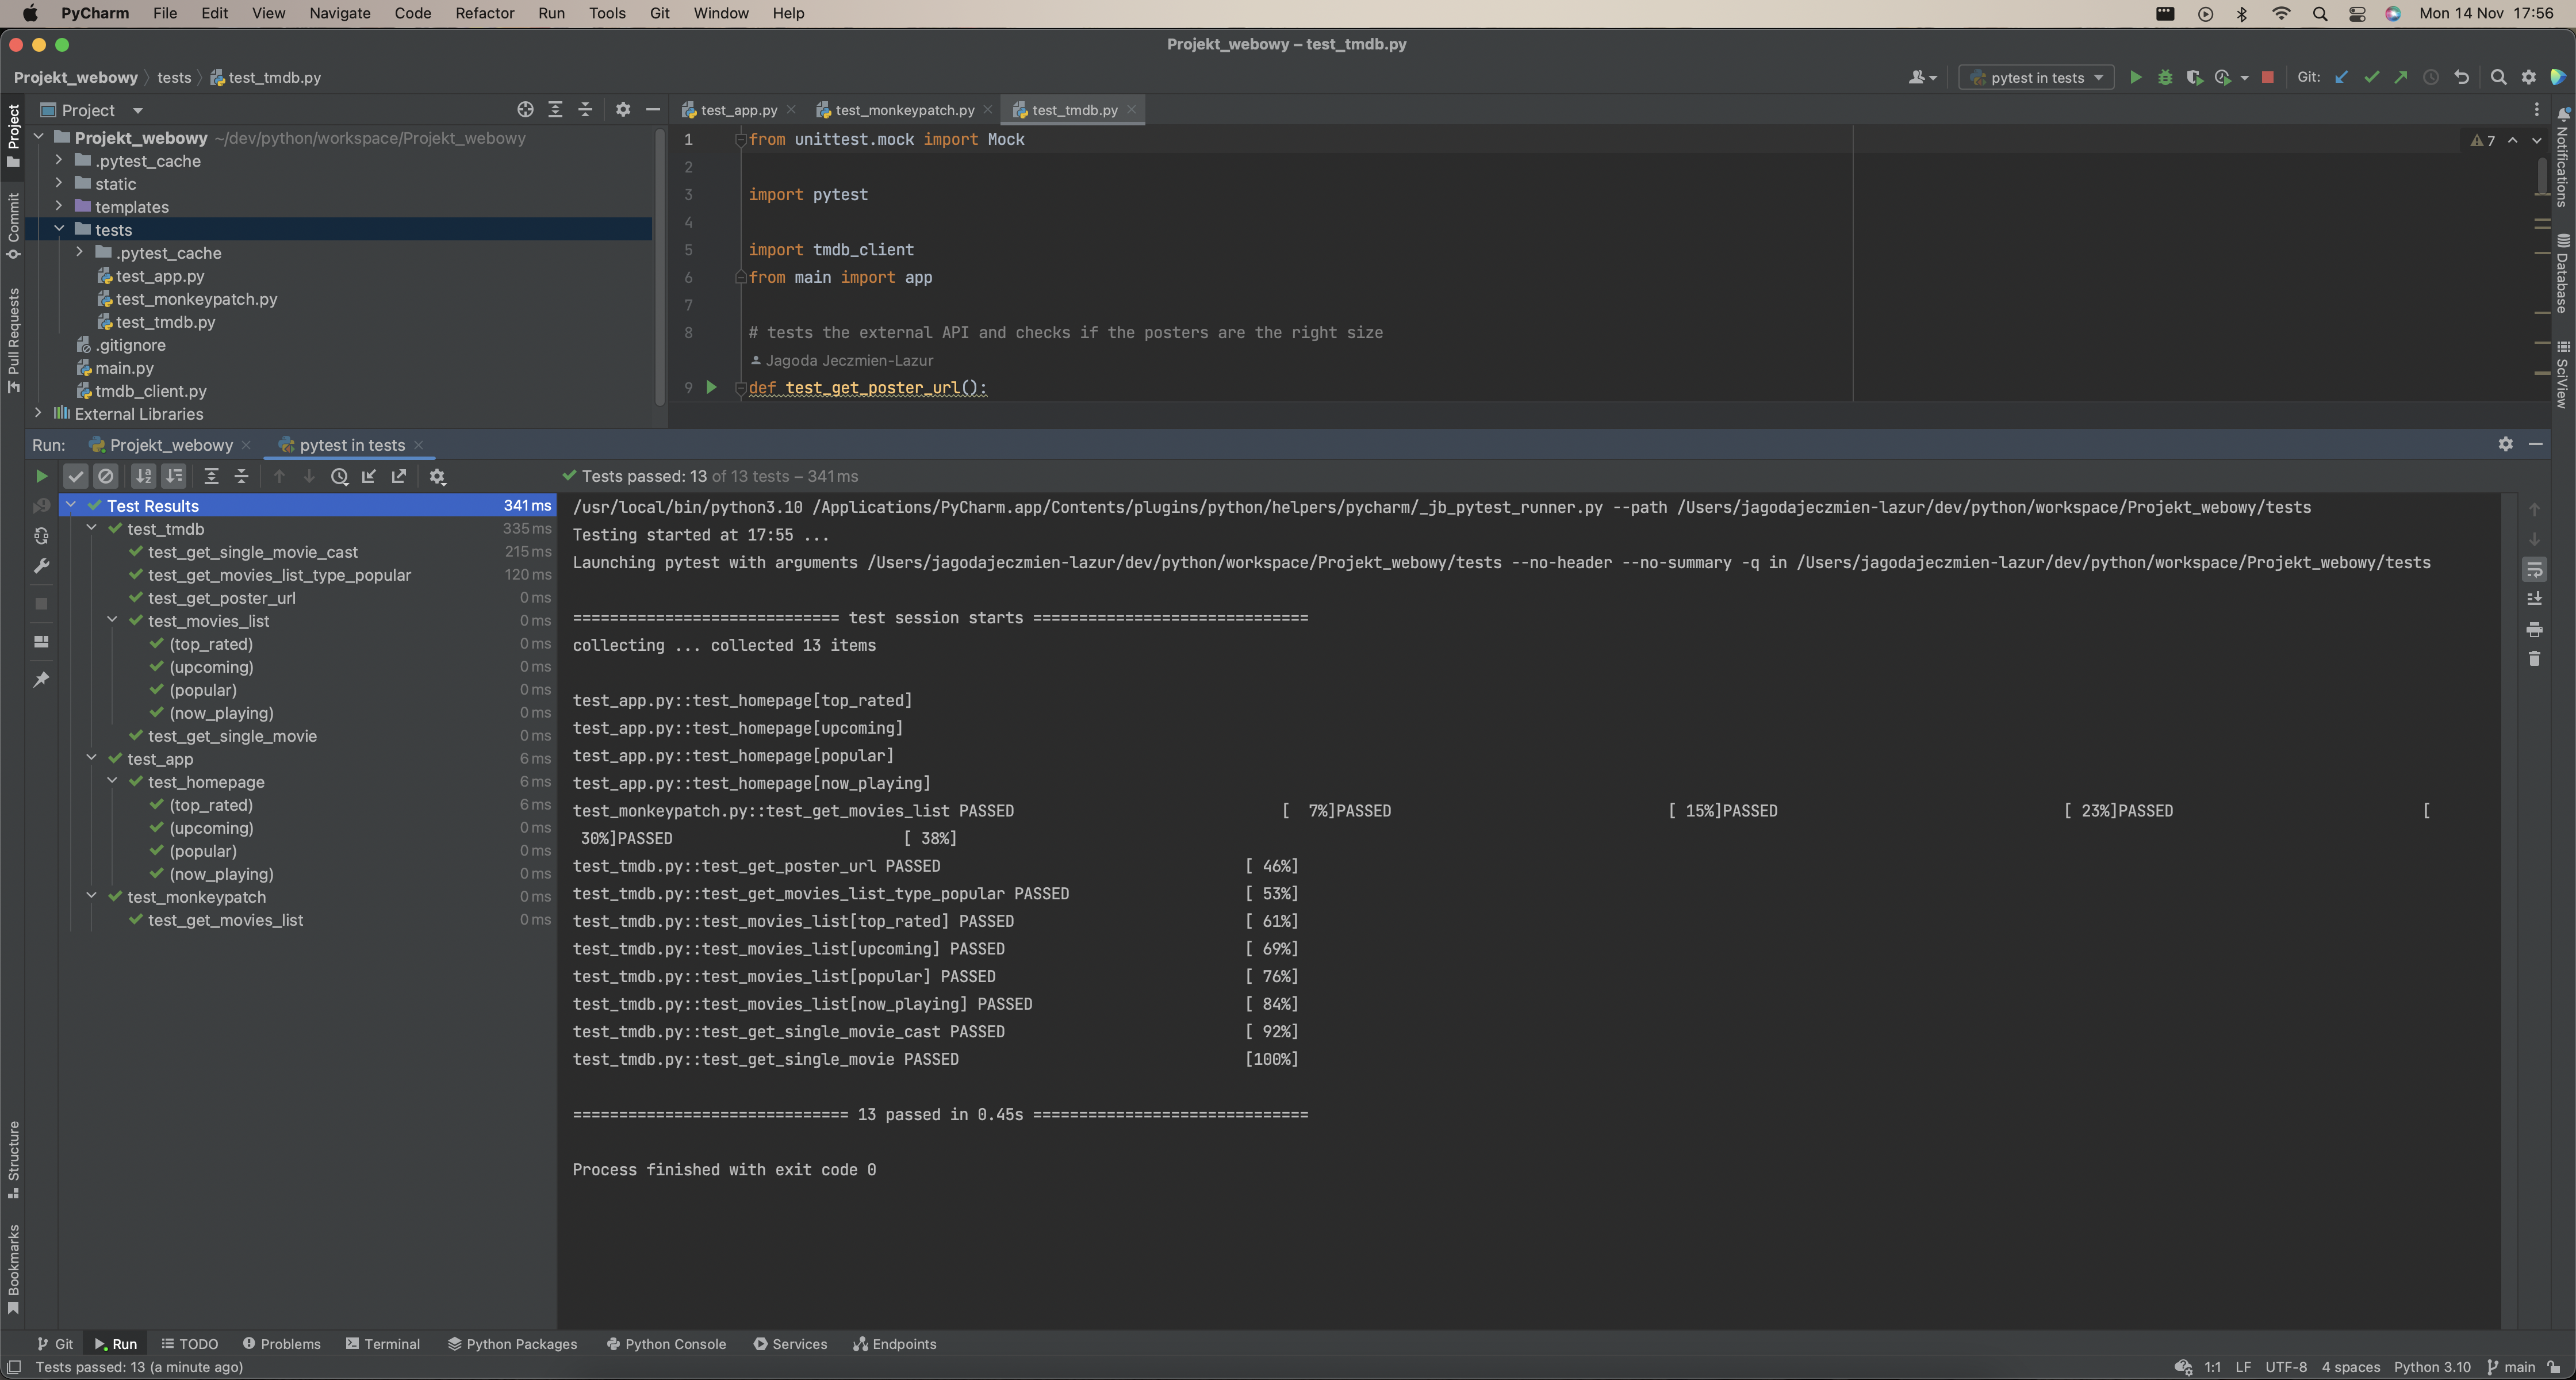 PyCharm File Edit View Navigate Code Refactor Run Tools Git Window Help Mon 14 Nov 17:56
Projekt_webowy – test_tmdb.py
Projekt_webowy tests test_tmdb.py pytest in tests Git:
Project
test_app.py test_monkeypatch.py test_tmdb.py
Projekt_webowy ~/dev/python/workspace/Projekt_webowy
.pytest_cache
static
templates
tests
.pytest_cache
test_app.py
test_monkeypatch.py
test_tmdb.py
.gitignore
main.py
tmdb_client.py
External Libraries
1 from unittest.mock import Mock
7
2
3 import pytest
4
5 import tmdb_client
6 from main import app
7
8 # tests the external API and checks if the posters are the right size
Jagoda Jeczmien-Lazur
9 def test_get_poster_url():
Project
Commit
Pull Requests
Structure
Bookmarks
Notifications
Database
SciView
Run: Projekt_webowy pytest in tests
Tests passed: 13 of 13 tests – 341 ms
Test Results 341 ms
test_tmdb 335 ms
test_get_single_movie_cast 215 ms
test_get_movies_list_type_popular 120 ms
test_get_poster_url 0 ms
test_movies_list 0 ms
(top_rated) 0 ms
(upcoming) 0 ms
(popular) 0 ms
(now_playing) 0 ms
test_get_single_movie 0 ms
test_app 6 ms
test_homepage 6 ms
(top_rated) 6 ms
(upcoming) 0 ms
(popular) 0 ms
(now_playing) 0 ms
test_monkeypatch 0 ms
test_get_movies_list 0 ms
/usr/local/bin/python3.10 /Applications/PyCharm.app/Contents/plugins/python/helpers/pycharm/_jb_pytest_runner.py --path /Users/jagodajeczmien-lazur/dev/python/workspace/Projekt_webowy/tests
Testing started at 17:55 ...
Launching pytest with arguments /Users/jagodajeczmien-lazur/dev/python/workspace/Projekt_webowy/tests --no-header --no-summary -q in /Users/jagodajeczmien-lazur/dev/python/workspace/Projekt_webowy/tests
============================= test session starts ==============================
collecting ... collected 13 items
test_app.py::test_homepage[top_rated]
test_app.py::test_homepage[upcoming]
test_app.py::test_homepage[popular]
test_app.py::test_homepage[now_playing]
test_monkeypatch.py::test_get_movies_list PASSED [  7%]PASSED [ 15%]PASSED [ 23%]PASSED [
30%]PASSED [ 38%]
test_tmdb.py::test_get_poster_url PASSED [ 46%]
test_tmdb.py::test_get_movies_list_type_popular PASSED [ 53%]
test_tmdb.py::test_movies_list[top_rated] PASSED [ 61%]
test_tmdb.py::test_movies_list[upcoming] PASSED [ 69%]
test_tmdb.py::test_movies_list[popular] PASSED [ 76%]
test_tmdb.py::test_movies_list[now_playing] PASSED [ 84%]
test_tmdb.py::test_get_single_movie_cast PASSED [ 92%]
test_tmdb.py::test_get_single_movie PASSED [100%]
============================== 13 passed in 0.45s ==============================
Process finished with exit code 0
Git Run TODO Problems Terminal Python Packages Python Console Services Endpoints
Tests passed: 13 (a minute ago) 1:1 LF UTF-8 4 spaces Python 3.10 main